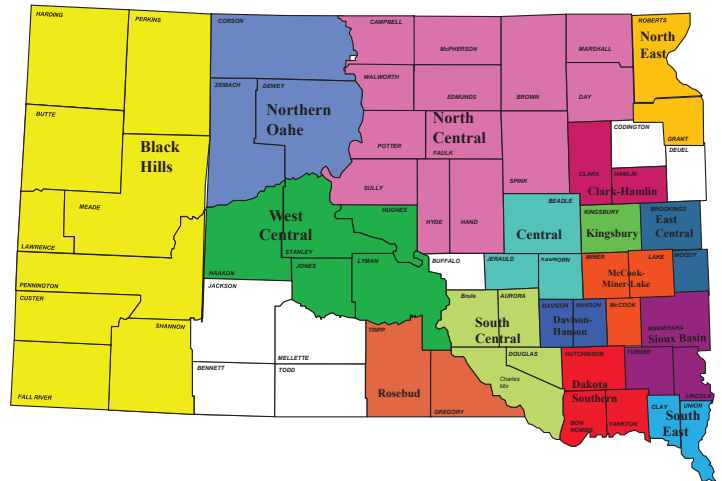 HARDING
PERKINS
CORSON
CAMPBELL
McPHERSON
MARSHALL
ROBERTS
North
East
WALWORTH
ZEIBACH
DEWEY
EDMUNDS
BROWN
DAY
BUTTE
Northern
Oahe
North
Central
CODINGTON
GRANT
Black
Hills
POTTER
FAULK
DEUEL
CLARK
HAMLIN
Clark-Hamlin
SPINK
SULLY
MEADE
HUGHES
BEADLE
KINGSBURY
BROOKINGS
West
Central
HYDE
HAND
Central
Kingsbury
East
Central
LAWRENCE
STANLEY
HAAKON
JONES
LYMAN
BUFFALO
JERAULD
SANBORN
MINER
LAKE
MOODY
McCook-
Miner-Lake
PENNINGTON
JACKSON
CUSTER
Brule
AURORA
DAVISON
HANSON
McCOOK
Davison-
Hanson
SHANNON
TRIPP
South
Central
MINNEHAHA
Sioux Basin
MELLETTE
DOUGLAS
HUTCHINSON
TURNER
BENNETT
TODD
Charles
Mix
Dakota
Southern
Rosebud
LINCOLN
FALL RIVER
GREGORY
CLAY
UNION
South
East
BON
HOMME
YANKTON